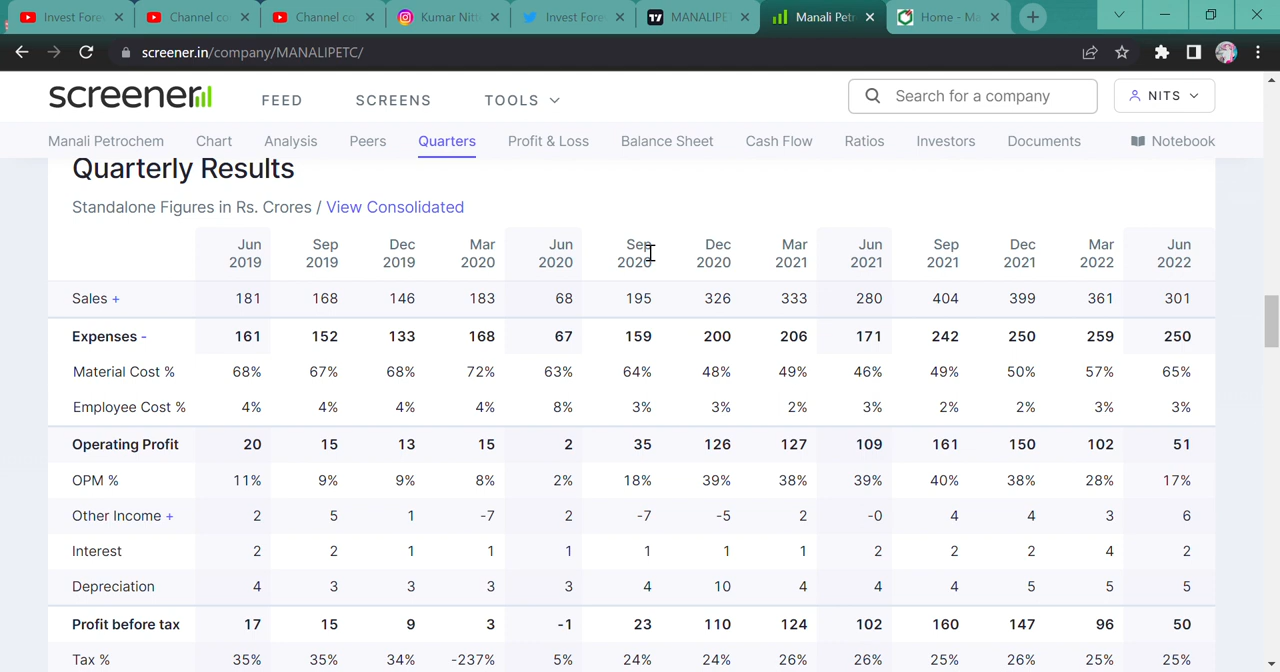 Invest Fore
Channel co
Channel co
Kumar Nitt
Invest Fore
MANALIPET
Manali Petr
Home - Ma
screener.in/company/MANALIPETC/
screener
FEED
SCREENS
TOOLS
Search for a company
NITS
Manali Petrochem Chart Analysis Peers Quarters Profit & Loss Balance Sheet Cash Flow Ratios Investors Documents Notebook
Quarterly Results
Standalone Figures in Rs. Crores / View Consolidated
Jun Sep Dec Mar Jun Sep Dec Mar Jun Sep Dec Mar Jun
2019 2019 2019 2020 2020 2020 2020 2021 2021 2021 2021 2022 2022
Sales + 181 168 146 183 68 195 326 333 280 404 399 361 301
Expenses - 161 152 133 168 67 159 200 206 171 242 250 259 250
Material Cost % 68% 67% 68% 72% 63% 64% 48% 49% 46% 49% 50% 57% 65%
Employee Cost % 4% 4% 4% 4% 8% 3% 3% 2% 3% 2% 2% 3% 3%
Operating Profit 20 15 13 15 2 35 126 127 109 161 150 102 51
OPM % 11% 9% 9% 8% 2% 18% 39% 38% 39% 40% 38% 28% 17%
Other Income + 2 5 1 -7 2 -7 -5 2 -0 4 4 3 6
Interest 2 2 1 1 1 1 1 1 2 2 2 4 2
Depreciation 4 3 3 3 3 4 10 4 4 4 5 5 5
Profit before tax 17 15 9 3 -1 23 110 124 102 160 147 96 50
Tax % 35% 35% 34% -237% 5% 24% 24% 26% 26% 25% 26% 25% 25%